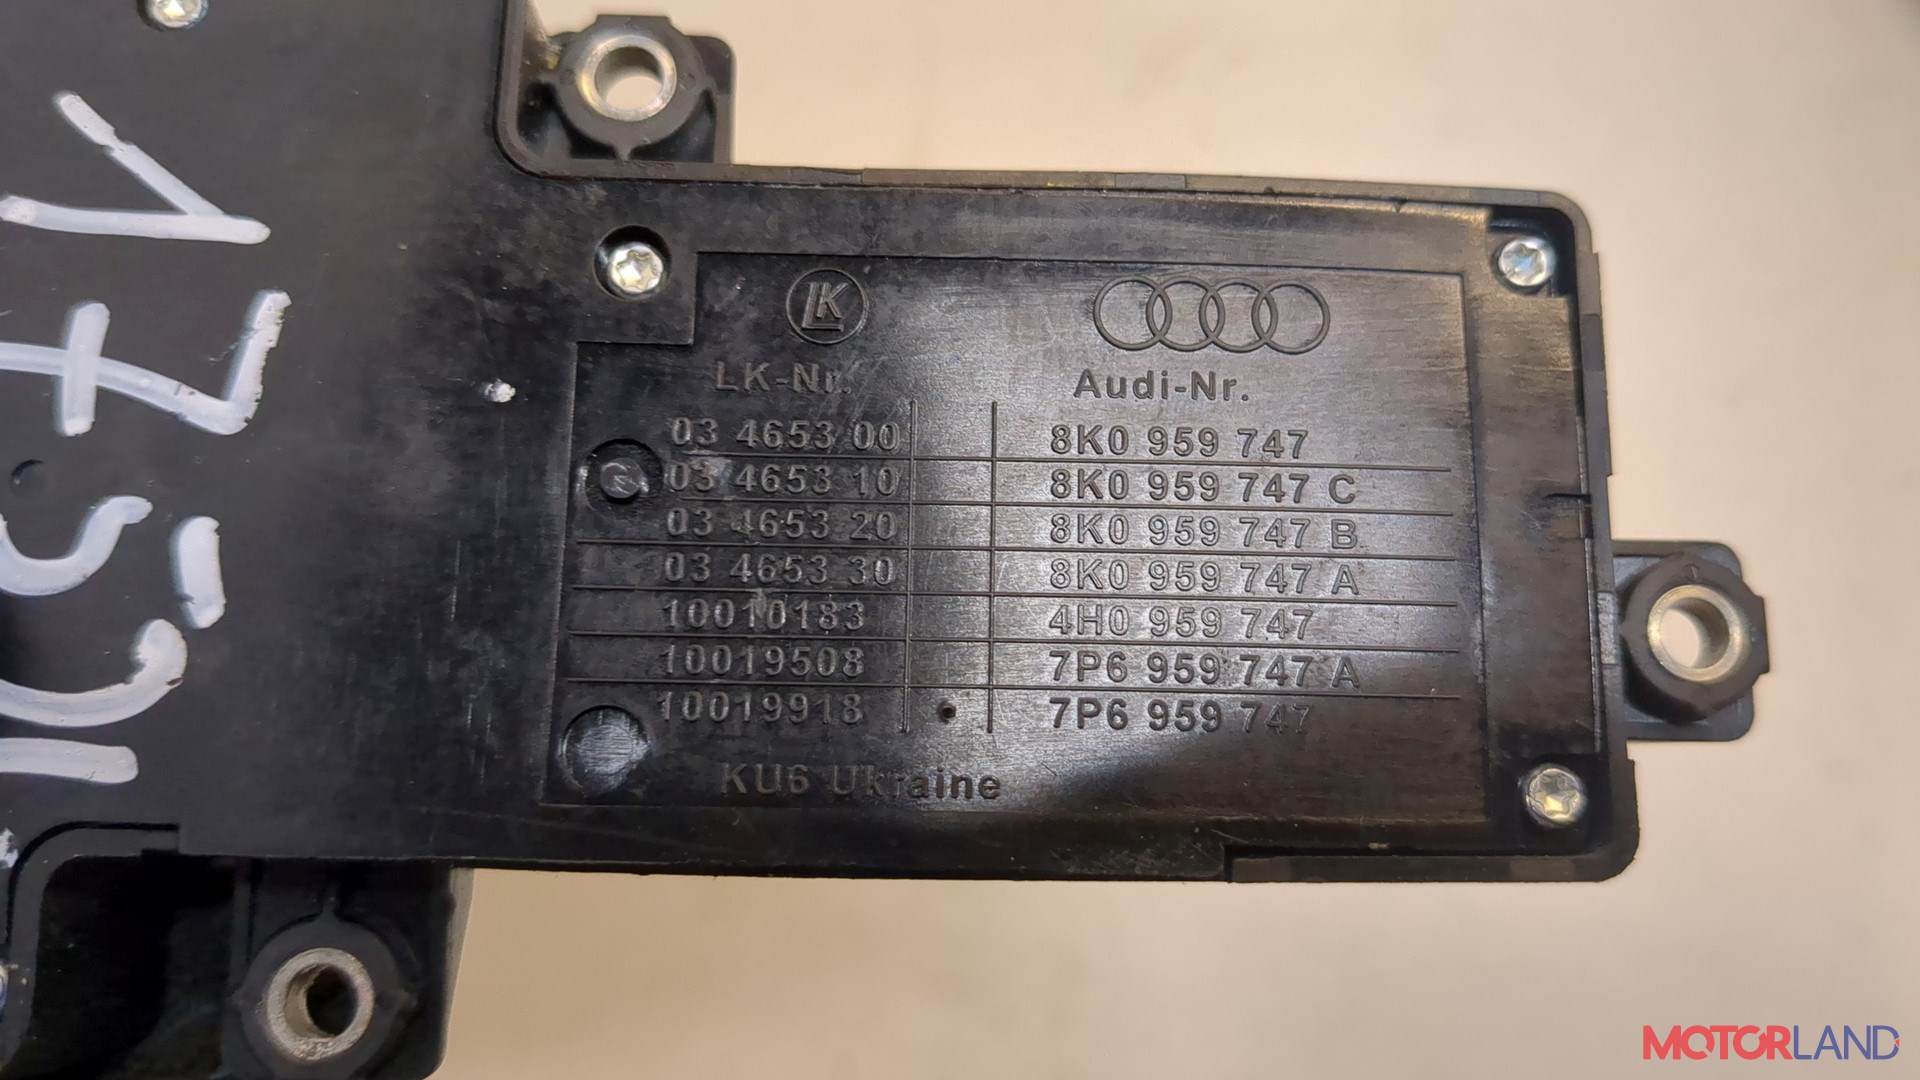 LK
LK-Nr. Audi-Nr.
03 4653 00 8K0 959 747
03 4653 10 8K0 959 747 C
03 4653 20 8K0 959 747 B
03 4653 30 8K0 959 747 A
10010183 4H0 959 747
10019508 7P6 959 747 A
10019918 7P6 959 747
KU6 Ukraine
MOTORLAND